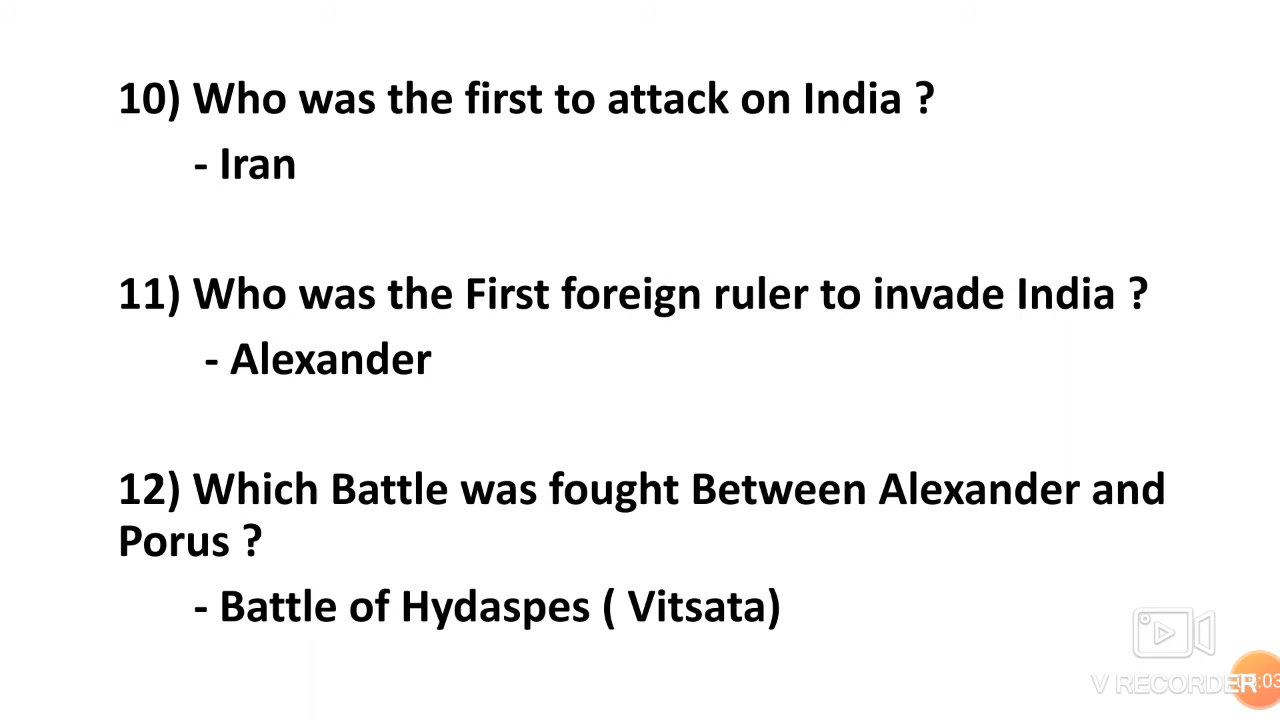 10) Who was the first to attack on India ?
- Iran
11) Who was the First foreign ruler to invade India ?
- Alexander
12) Which Battle was fought Between Alexander and
Porus ?
- Battle of Hydaspes ( Vitsata)
V RECORDER
:03